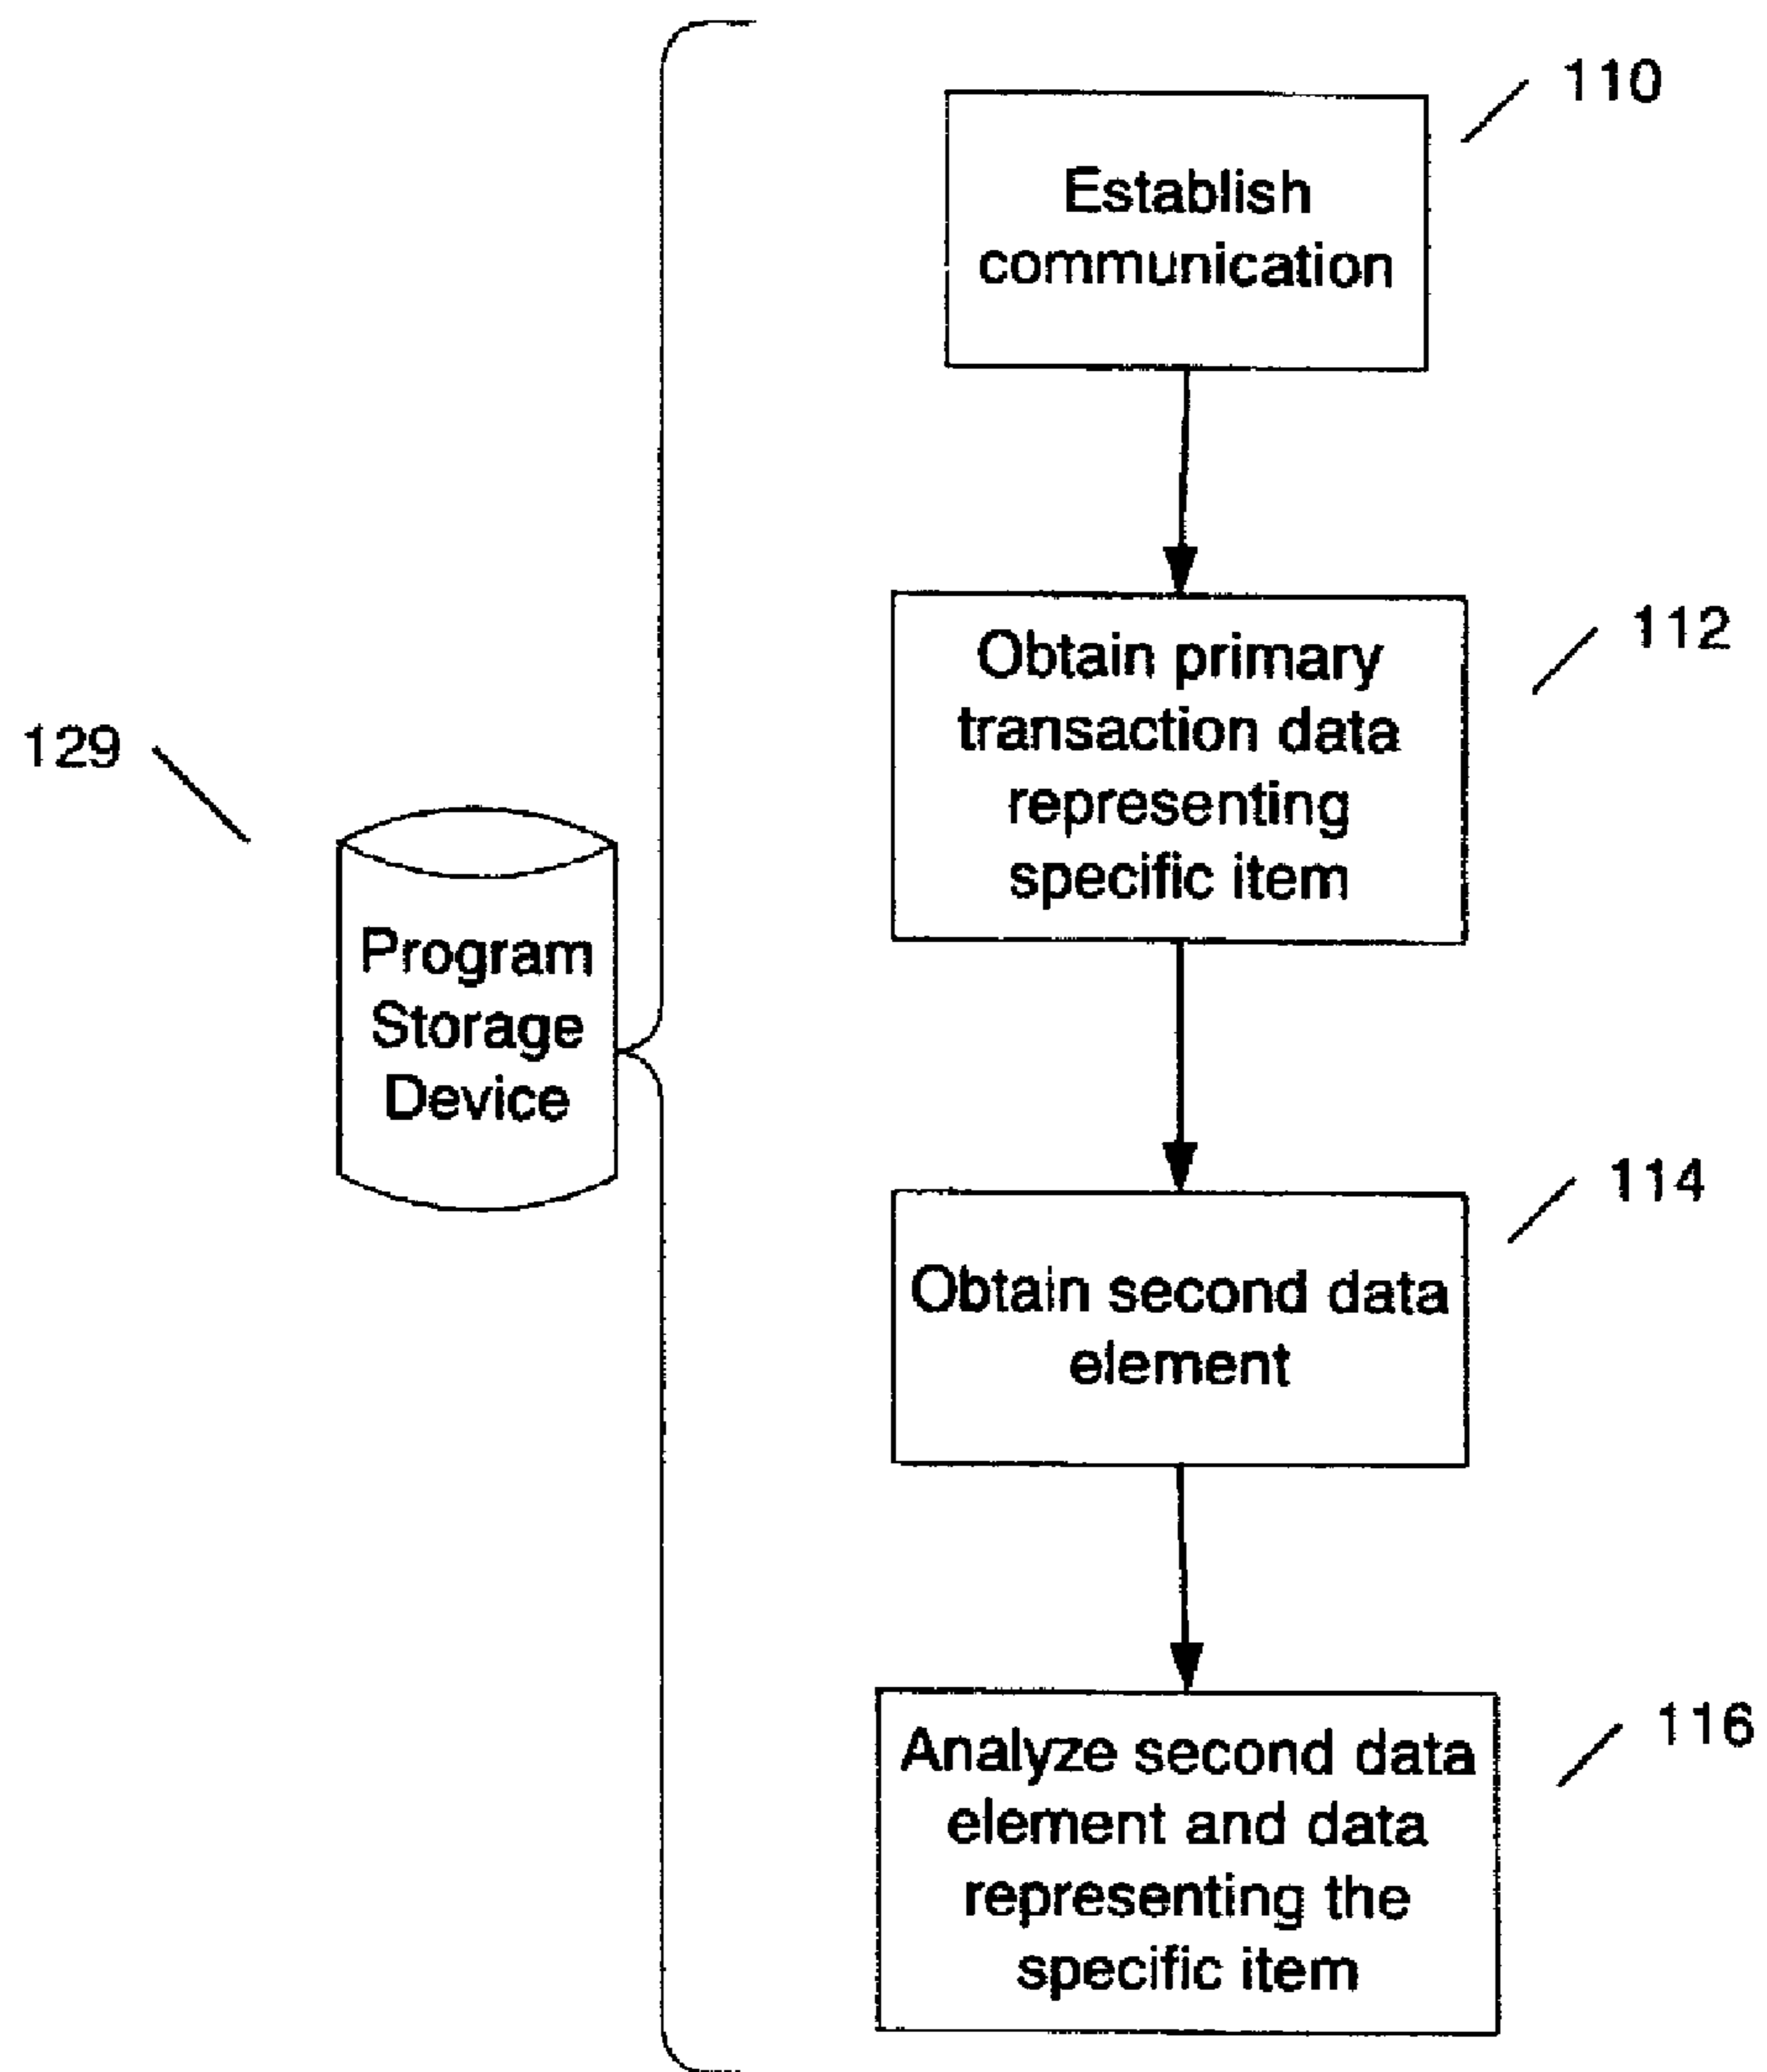 110
Establish
communication
112
Obtain primary
transaction data
representing
specific item
129
Program
Storage
Device
114
Obtain second data
element
116
Analyze second data
element and data
representing the
specific item